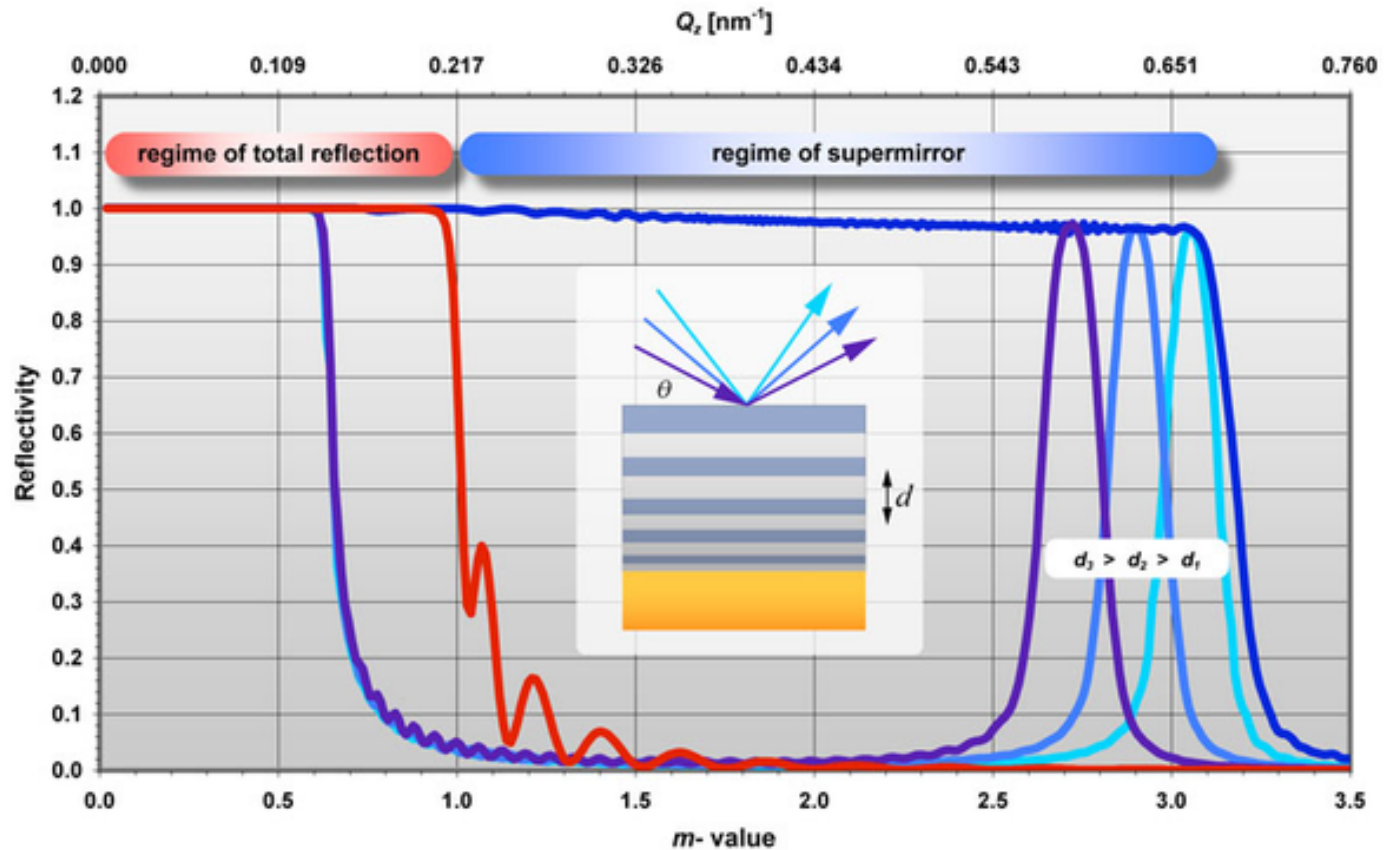 Qz [nm-1]
0.000 0.109 0.217 0.326 0.434 0.543 0.651 0.760
1.2
1.1
1.0
0.9
0.8
0.7
0.6
0.5
0.4
0.3
0.2
0.1
0.0
Reflectivity
regime of total reflection
regime of supermirror
θ
d
d3 > d2 > d1
0.0 0.5 1.0 1.5 2.0 2.5 3.0 3.5
m- value